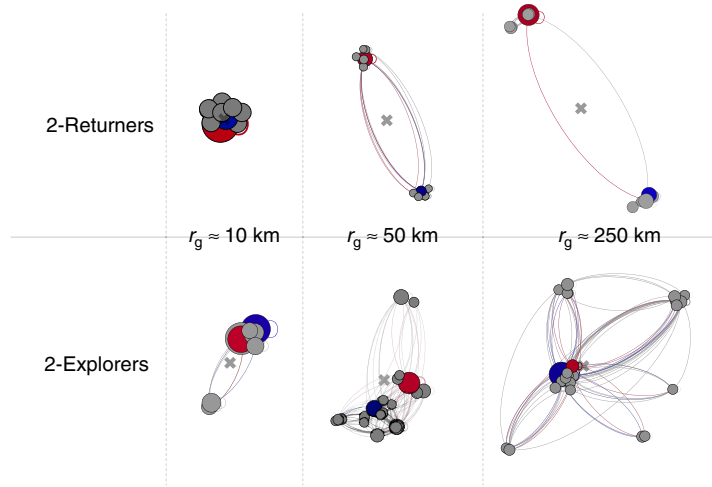 2-Returners
r_g ≈ 10 km r_g ≈ 50 km r_g ≈ 250 km
2-Explorers